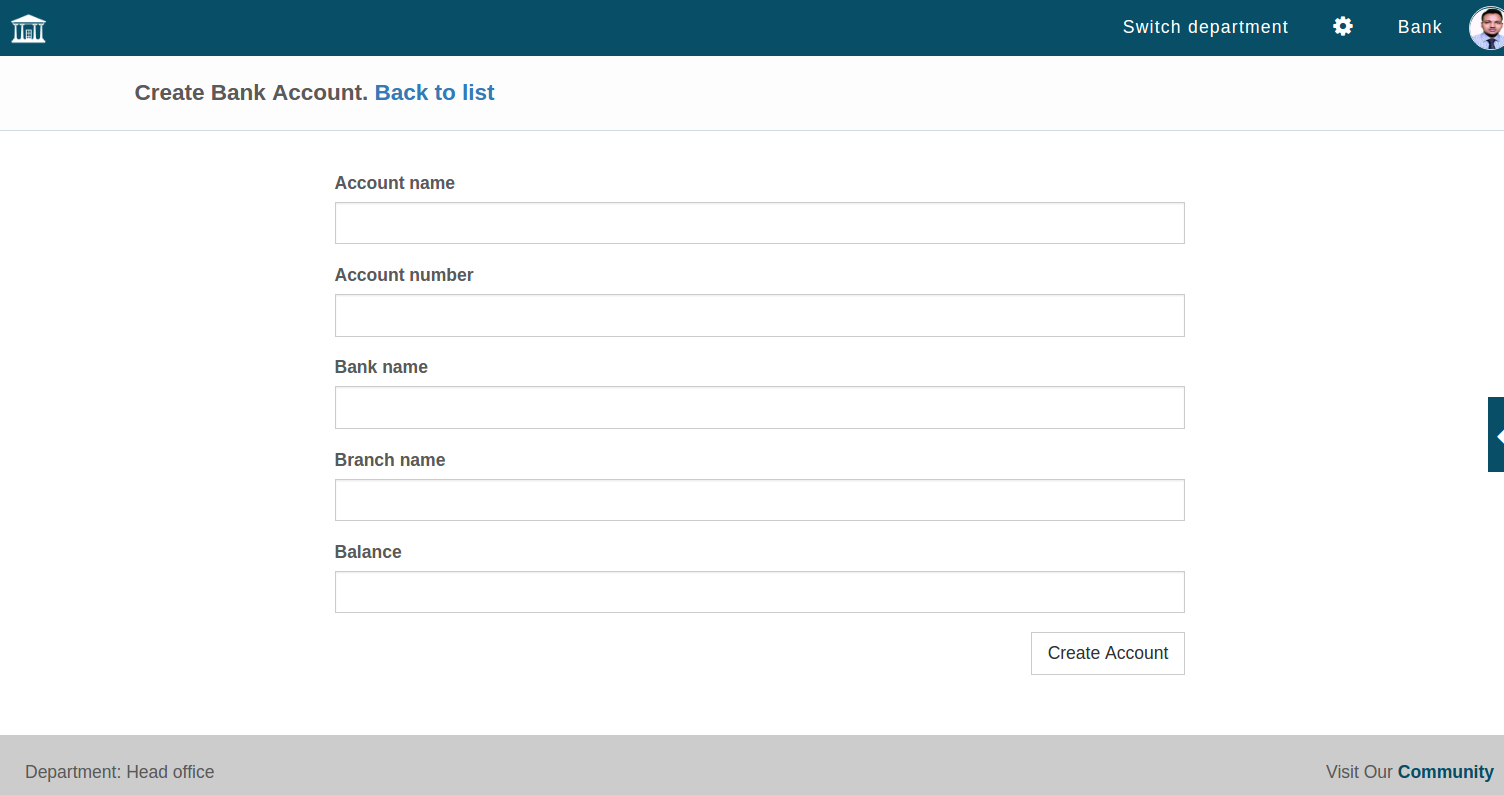 Switch department Bank
Create Bank Account. Back to list
Account name
Account number
Bank name
Branch name
Balance
Create Account
Department: Head office Visit Our Community